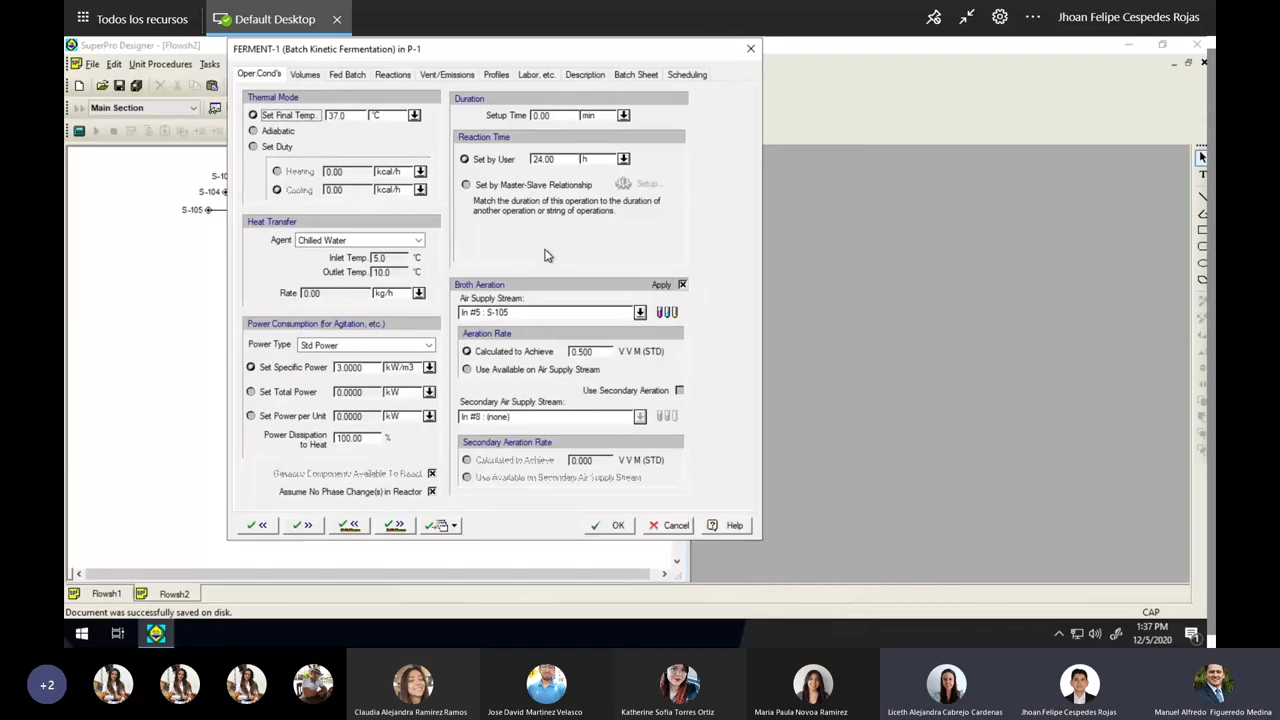 Todos los recursos
Default Desktop
Jhoan Felipe Cespedes Rojas
SuperPro Designer - [Flowsh2]
File Edit Unit Procedures Tasks
Main Section
S-10
S-104
S-105
FERMENT-1 (Batch Kinetic Fermentation) in P-1
Oper.Cond's Volumes Fed Batch Reactions Vent/Emissions Profiles Labor, etc. Description Batch Sheet Scheduling
Thermal Mode
Set Final Temp. 37.0 °C
Adiabatic
Set Duty
Heating 0.00 kcal/h
Cooling 0.00 kcal/h
Heat Transfer
Agent Chilled Water
Inlet Temp. 5.0 °C
Outlet Temp. 10.0 °C
Rate 0.00 kg/h
Power Consumption (for Agitation, etc.)
Power Type Std Power
Set Specific Power 3.0000 kW/m3
Set Total Power 0.0000 kW
Set Power per Unit 0.0000 kW
Power Dissipation
to Heat 100.00 %
Gaseous Components Available To React
Assume No Phase Change(s) in Reactor
Duration
Setup Time 0.00 min
Reaction Time
Set by User 24.00 h
Set by Master-Slave Relationship Setup...
Match the duration of this operation to the duration of
another operation or string of operations.
Broth Aeration Apply
Air Supply Stream:
In #5 : S-105
Aeration Rate
Calculated to Achieve 0.500 V V M (STD)
Use Available on Air Supply Stream
Use Secondary Aeration
Secondary Air Supply Stream:
In #8 : (none)
Secondary Aeration Rate
Calculated to Achieve 0.000 V V M (STD)
Use Available on Secondary Air Supply Stream
OK Cancel Help
Flowsh1 Flowsh2
Document was successfully saved on disk.
CAP
1:37 PM
12/5/2020
+2
Claudia Alejandra Ramirez Ramos
Jose David Martinez Velasco
Katherine Sofia Torres Ortiz
Maria Paula Novoa Ramirez
Liceth Alejandra Cabrejo Cardenas
Jhoan Felipe Cespedes Rojas
Manuel Alfredo Figueredo Medina